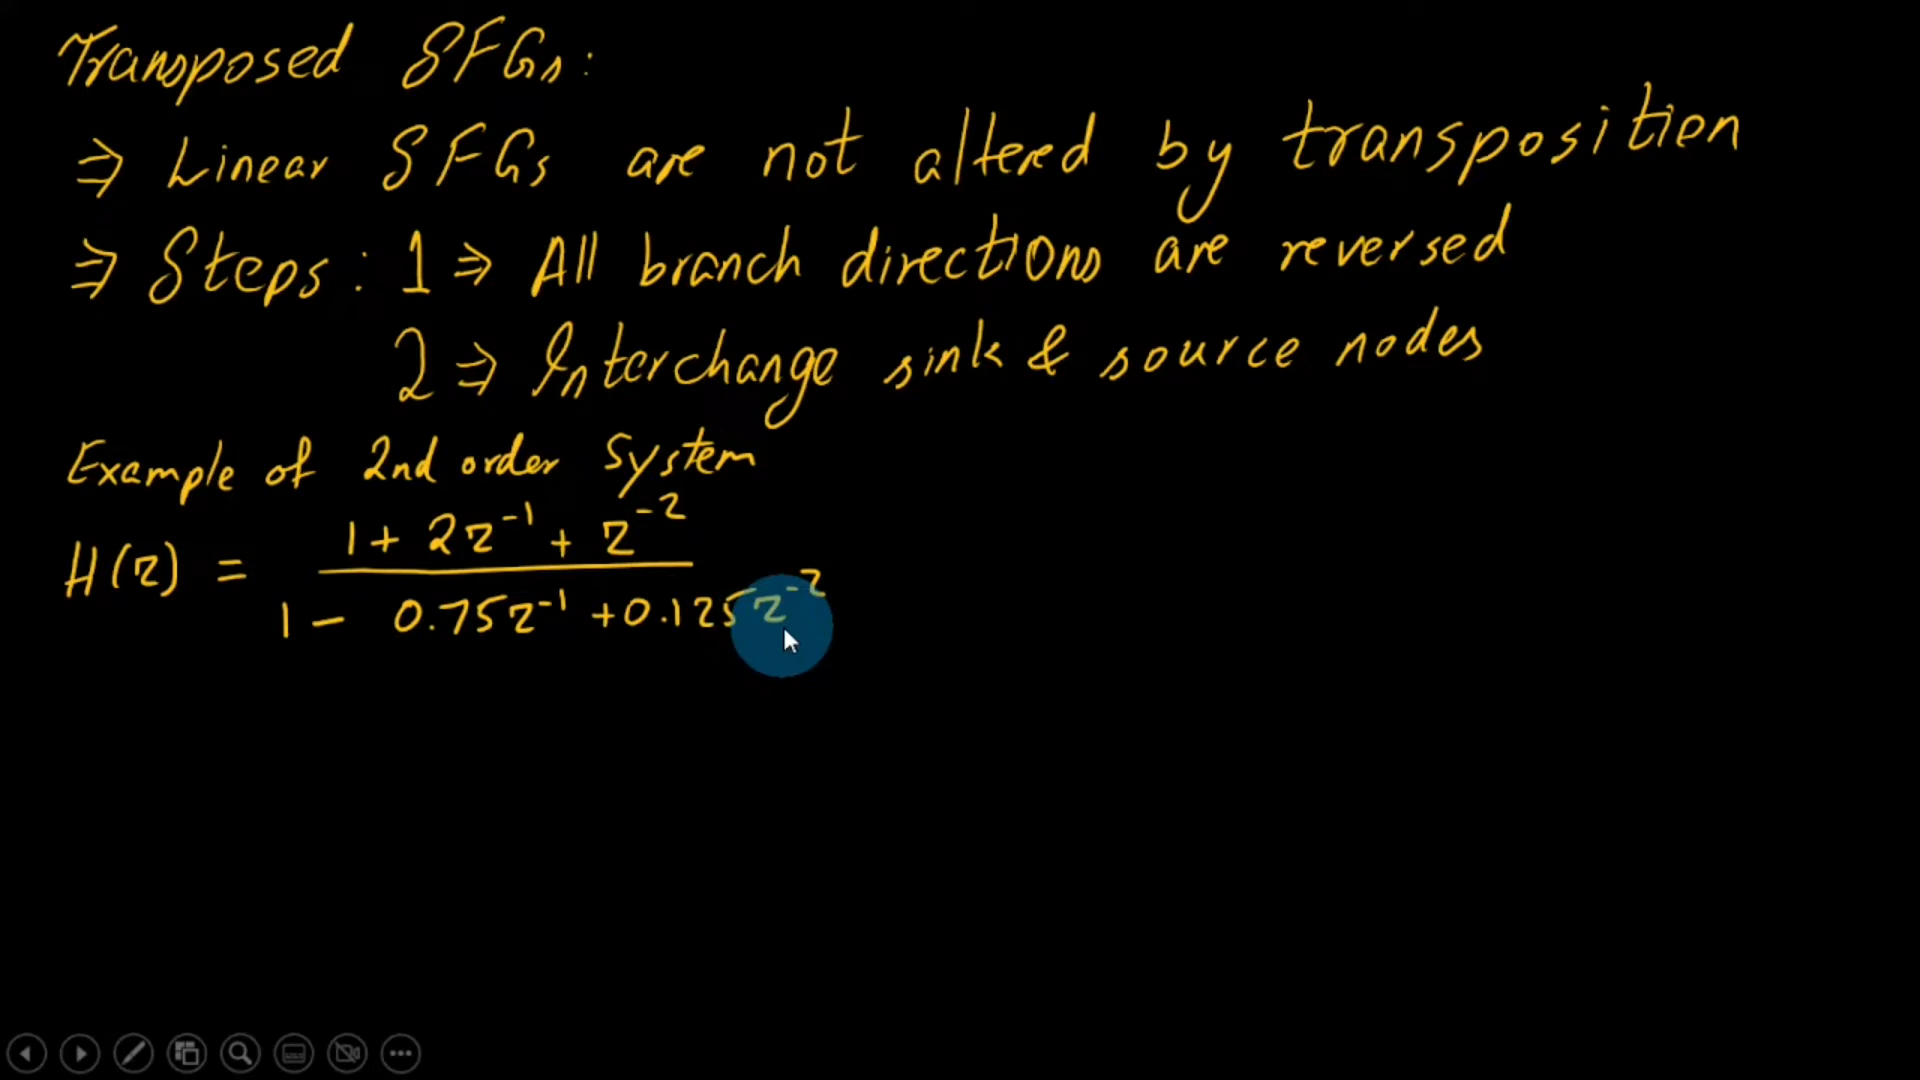 Transposed SFGs:
⇒ Linear SFGs are not altered by transposition
⇒ Steps: 1 ⇒ All branch directions are reversed
2 ⇒ Interchange sink & source nodes
Example of 2nd order System
H(z) = (1 + 2z⁻¹ + z⁻²) / (1 - 0.75z⁻¹ + 0.125z⁻²)